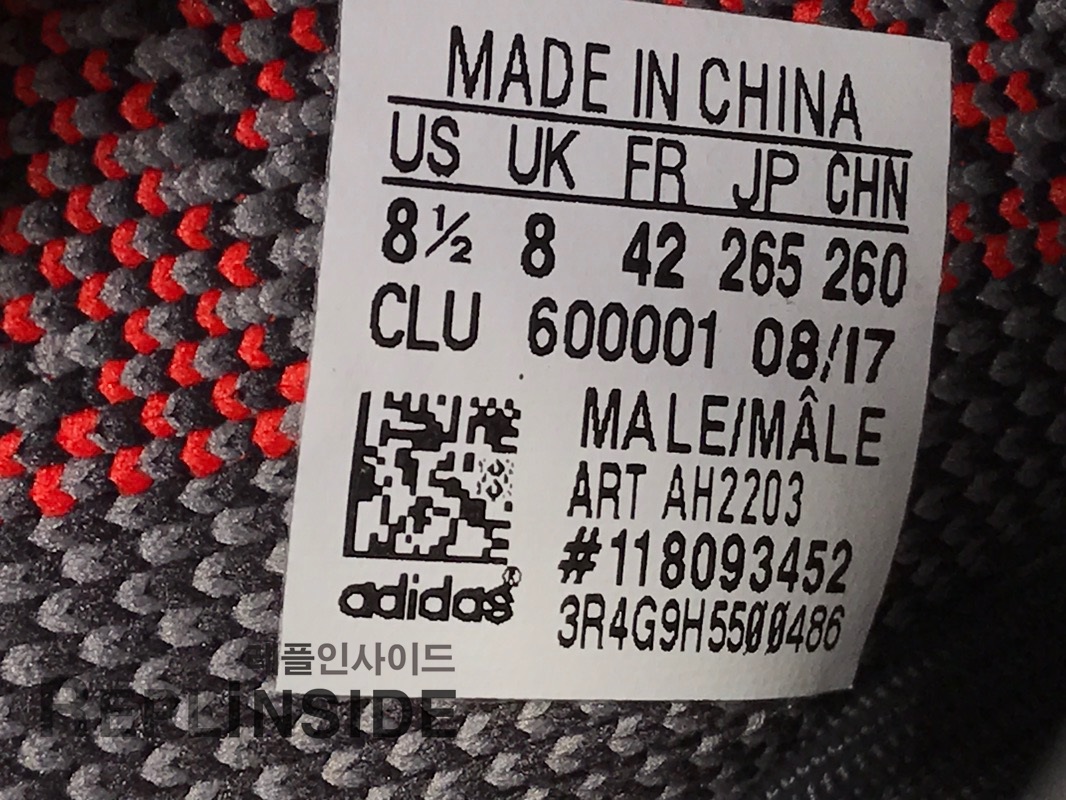 MADE IN CHINA
US UK FR JP CHN
8½ 8 42 265 260
CLU 600001 08/17
MALE/MÂLE
ART AH2203
#118093452
3R4G9H5500486
adidas®
레플인사이드
REPLINSIDE